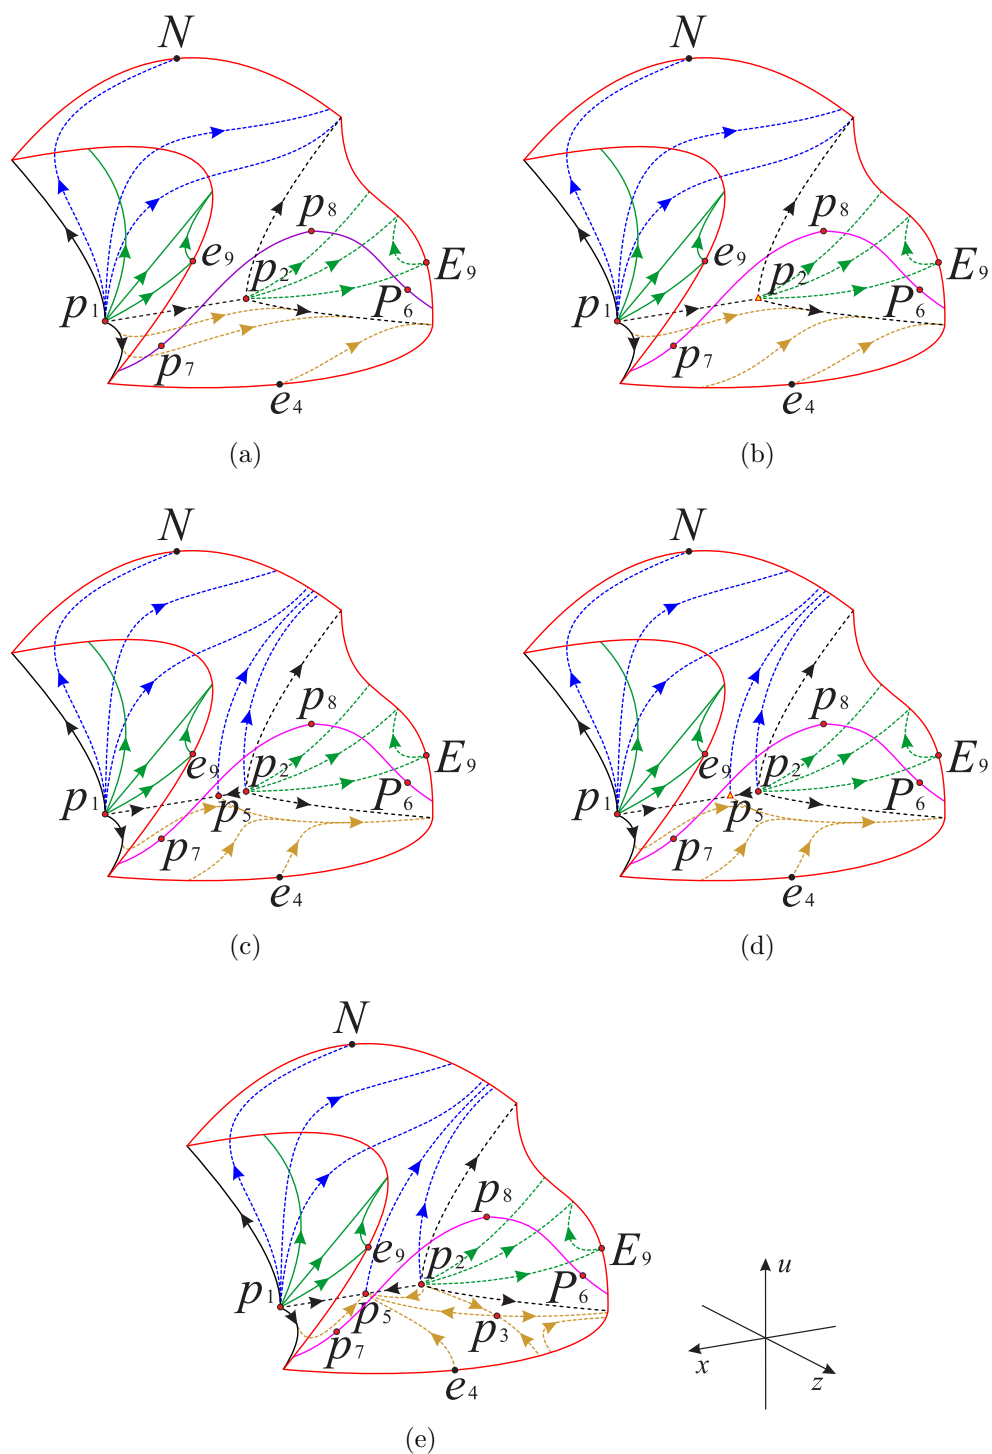 N N
p8 p8
e9 p2 E9 e9 p2 E9
p1 P6 p1 P6
p7 p7
e4 e4
(a) (b)
N N
p8 p8
e9 p2 E9 e9 p2 E9
p1 p5 P6 p1 p5 P6
p7 p7
e4 e4
(c) (d)
N
p8
e9 p2 E9
p1 p5 P6
p7 p3
e4
u
x z
(e)